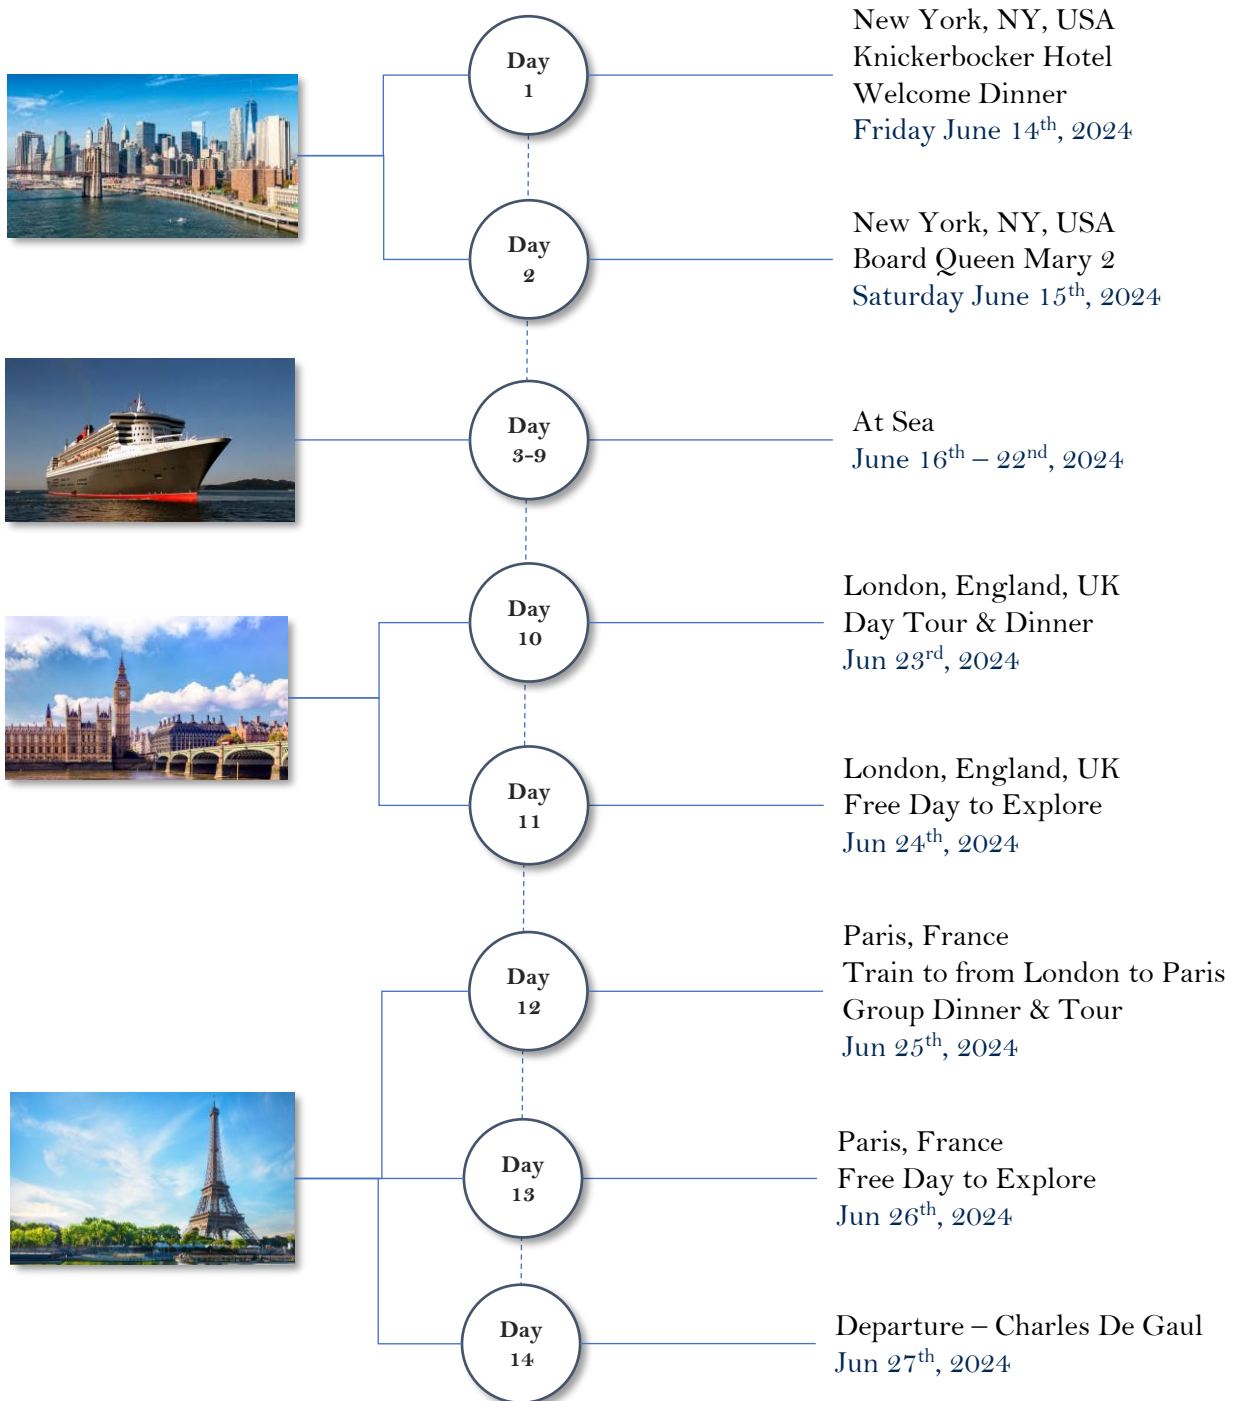 Day
1
New York, NY, USA
Knickerbocker Hotel
Welcome Dinner
Friday June 14th, 2024
Day
2
New York, NY, USA
Board Queen Mary 2
Saturday June 15th, 2024
Day
3-9
At Sea
June 16th – 22nd, 2024
Day
10
London, England, UK
Day Tour & Dinner
Jun 23rd, 2024
Day
11
London, England, UK
Free Day to Explore
Jun 24th, 2024
Day
12
Paris, France
Train to from London to Paris
Group Dinner & Tour
Jun 25th, 2024
Day
13
Paris, France
Free Day to Explore
Jun 26th, 2024
Day
14
Departure – Charles De Gaul
Jun 27th, 2024